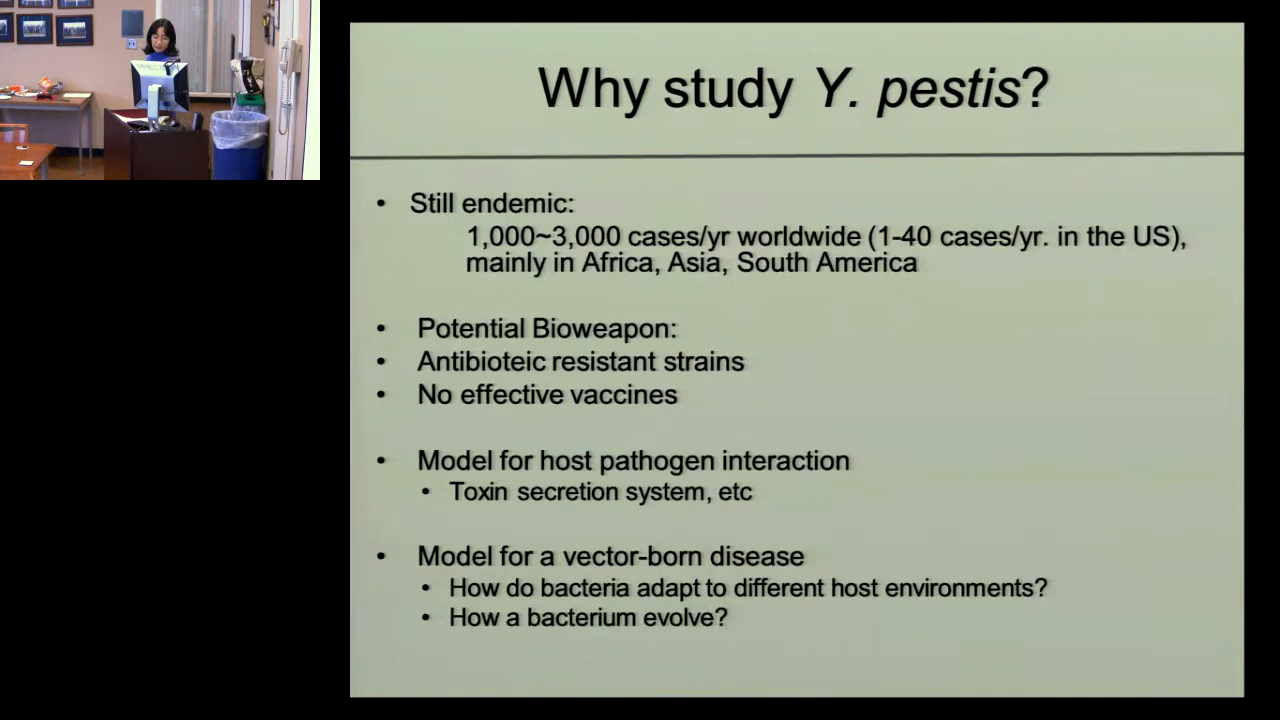 Why study Y. pestis?
• Still endemic:
1,000~3,000 cases/yr worldwide (1-40 cases/yr. in the US),
mainly in Africa, Asia, South America
• Potential Bioweapon:
• Antibioteic resistant strains
• No effective vaccines
• Model for host pathogen interaction
• Toxin secretion system, etc
• Model for a vector-born disease
• How do bacteria adapt to different host environments?
• How a bacterium evolve?